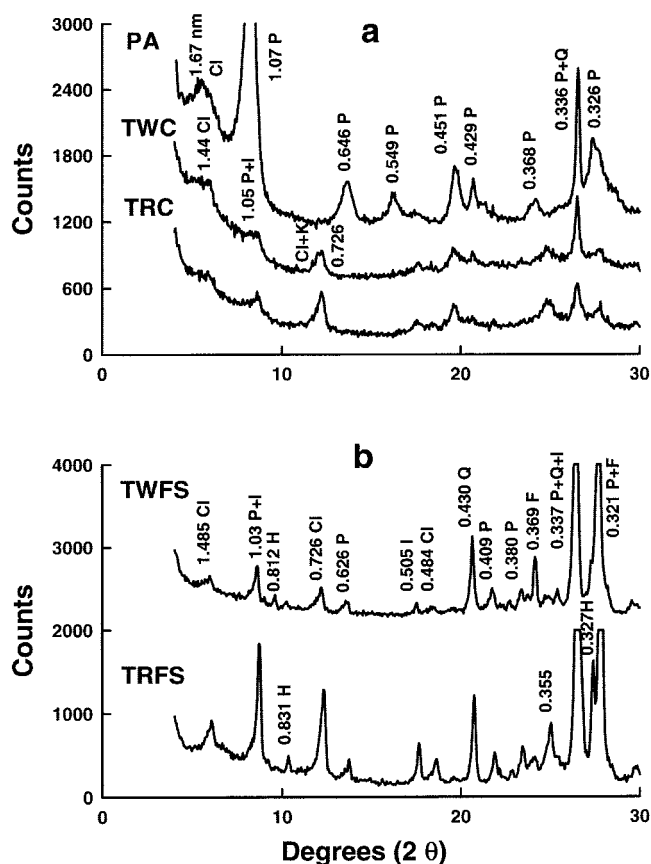 a
3000
2400
1800
1200
600
0
Counts
PA
TWC
TRC
1.67 nm
Cl
1.07 P
1.44 Cl
1.05 P+I
Cl+K
0.726
0.646 P
0.549 P
0.451 P
0.429 P
0.368 P
0.336 P+Q
0.326 P
0
10
20
30
b
4000
3000
2000
1000
0
Counts
TWFS
TRFS
1.485 Cl
1.03 P+I
0.812 H
0.726 Cl
0.626 P
0.505 I
0.484 Cl
0.430 Q
0.409 P
0.380 P
0.369 F
0.337 P+Q+I
0.321 P+F
0.831 H
0.355
0.327H
0
10
20
30
Degrees (2 θ)